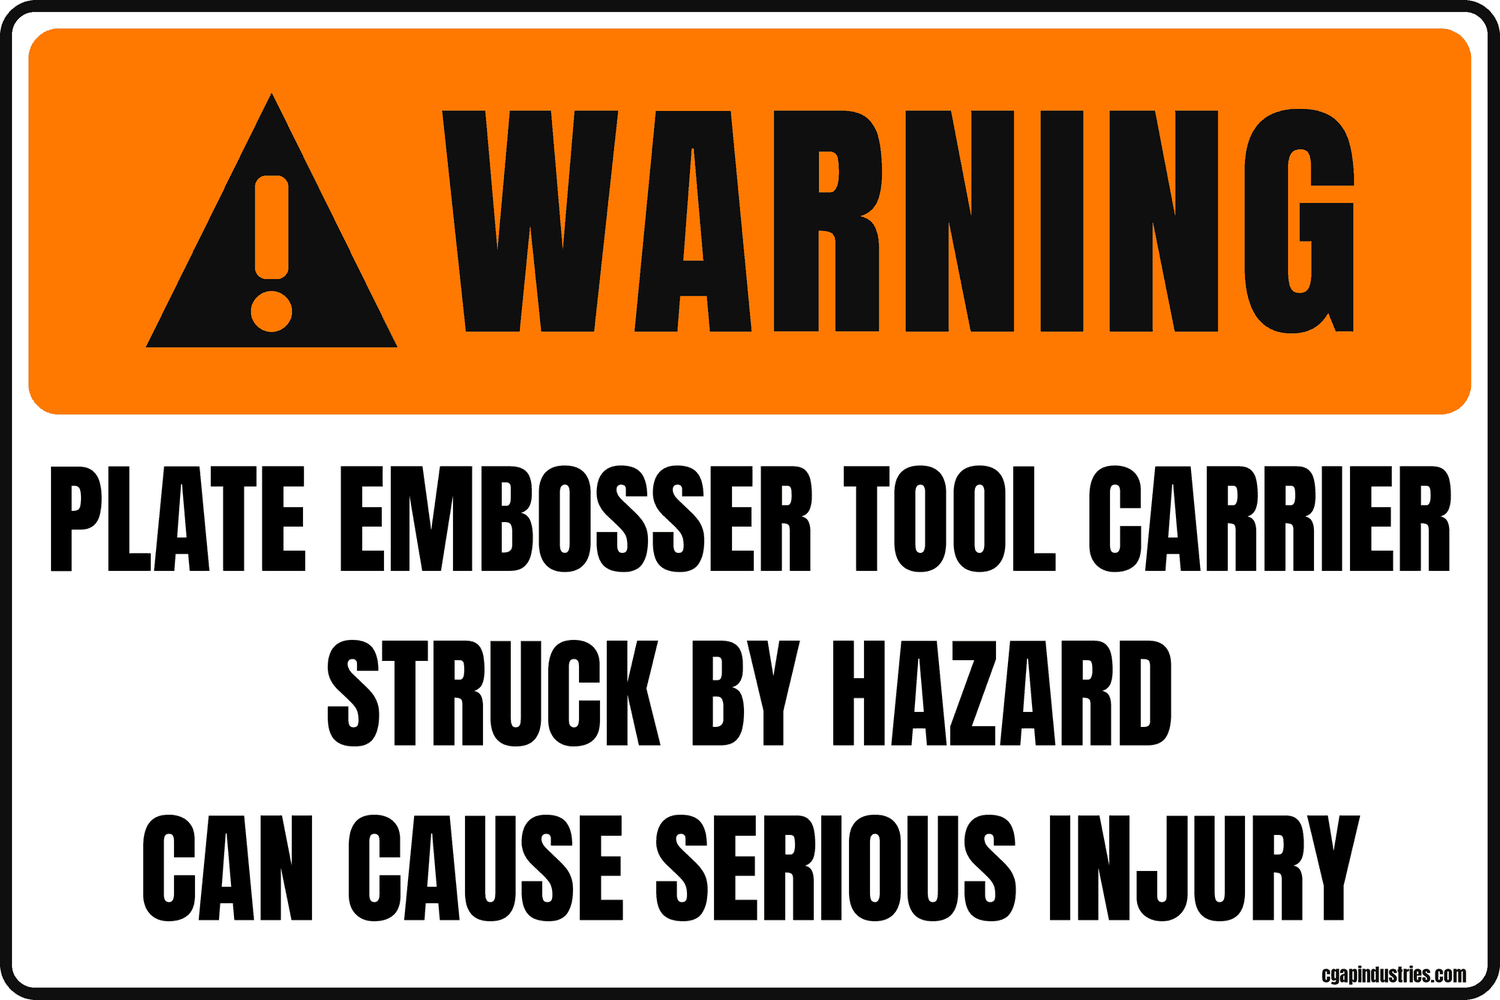 WARNING
PLATE EMBOSSER TOOL CARRIER
STRUCK BY HAZARD
CAN CAUSE SERIOUS INJURY
cgapindustries.com